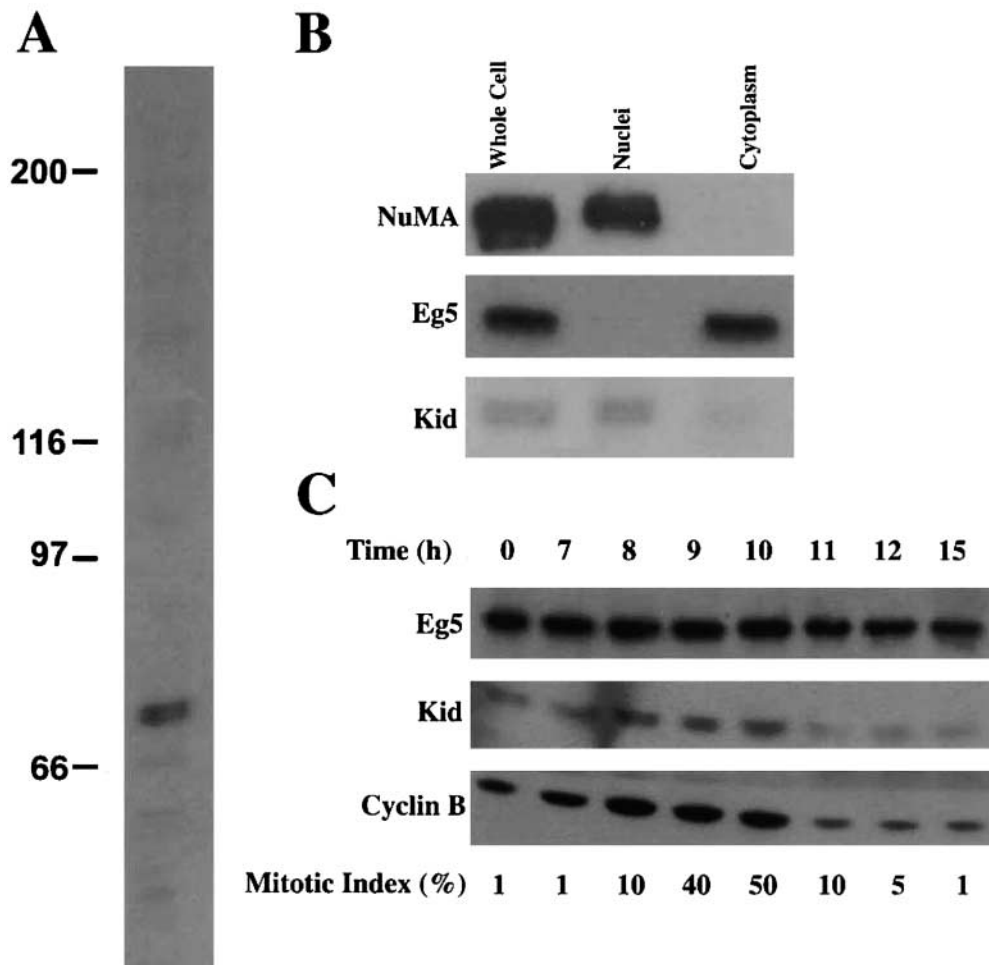 A
200
116
97
66
B
Whole Cell
Nuclei
Cytoplasm
NuMA
Eg5
Kid
C
Time (h) 0 7 8 9 10 11 12 15
Eg5
Kid
Cyclin B
Mitotic Index (%) 1 1 10 40 50 10 5 1